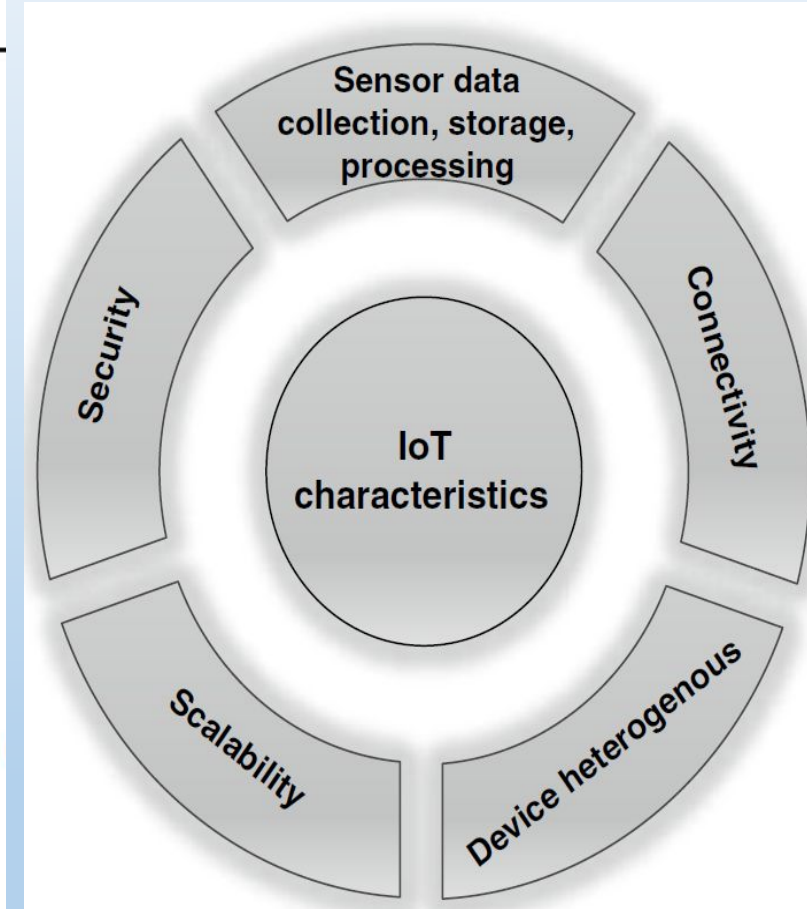 Sensor data
collection, storage,
processing
Connectivity
Device heterogenous
Scalability
Security
IoT
characteristics